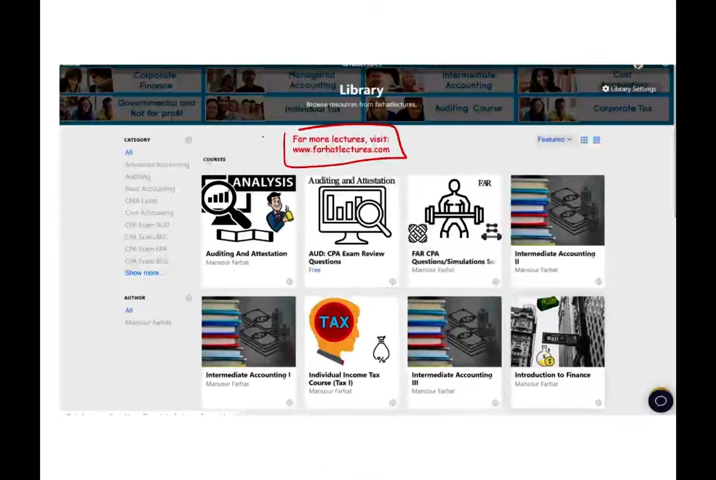 Corporate
Finance
Managerial
Accounting
Intermediate
Accounting
Cost
Library
Browse resources from farhatlectures.
Library Settings
Governmental and
Not for profit
Individual Tax
Auditing Course
Corporate Tax
For more lectures, visit:
www.farhatlectures.com
Featured
CATEGORY
All
Advanced Accounting
Auditing
Basic Accounting
CMA Exam
Cost Accounting
CPA Exam AUD
CPA Exam BEC
CPA Exam FAR
CPA Exam REG
Show more...
AUTHOR
All
Mansour Farhat
COURSES
ANALYSIS
Auditing And Attestation
Mansour Farhat
Auditing and Attestation
AUD: CPA Exam Review
Questions
Free
FAR
FAR CPA
Questions/Simulations
Mansour Farhat
Intermediate Accounting
II
Mansour Farhat
Intermediate Accounting I
Mansour Farhat
TAX
%
Individual Income Tax
Course (Tax I)
Mansour Farhat
Intermediate Accounting
III
Mansour Farhat
Wall
Introduction to Finance
Mansour Farhat